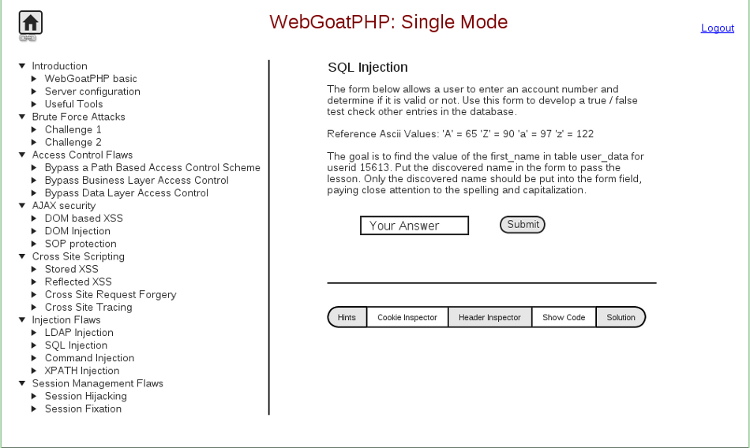 WebGoatPHP: Single Mode
Logout
Introduction
WebGoatPHP basic
Server configuration
Useful Tools
Brute Force Attacks
Challenge 1
Challenge 2
Access Control Flaws
Bypass a Path Based Access Control Scheme
Bypass Business Layer Access Control
Bypass Data Layer Access Control
AJAX security
DOM based XSS
DOM Injection
SOP protection
Cross Site Scripting
Stored XSS
Reflected XSS
Cross Site Request Forgery
Cross Site Tracing
Injection Flaws
LDAP Injection
SQL Injection
Command Injection
XPATH Injection
Session Management Flaws
Session Hijacking
Session Fixation
SQL Injection
The form below allows a user to enter an account number and
determine if it is valid or not. Use this form to develop a true / false
test check other entries in the database.
Reference Ascii Values: 'A' = 65 'Z' = 90 'a' = 97 'z' = 122
The goal is to find the value of the first_name in table user_data for
userid 15613. Put the discovered name in the form to pass the
lesson. Only the discovered name should be put into the form field,
paying close attention to the spelling and capitalization.
Your Answer
Submit
Hints
Cookie Inspector
Header Inspector
Show Code
Solution